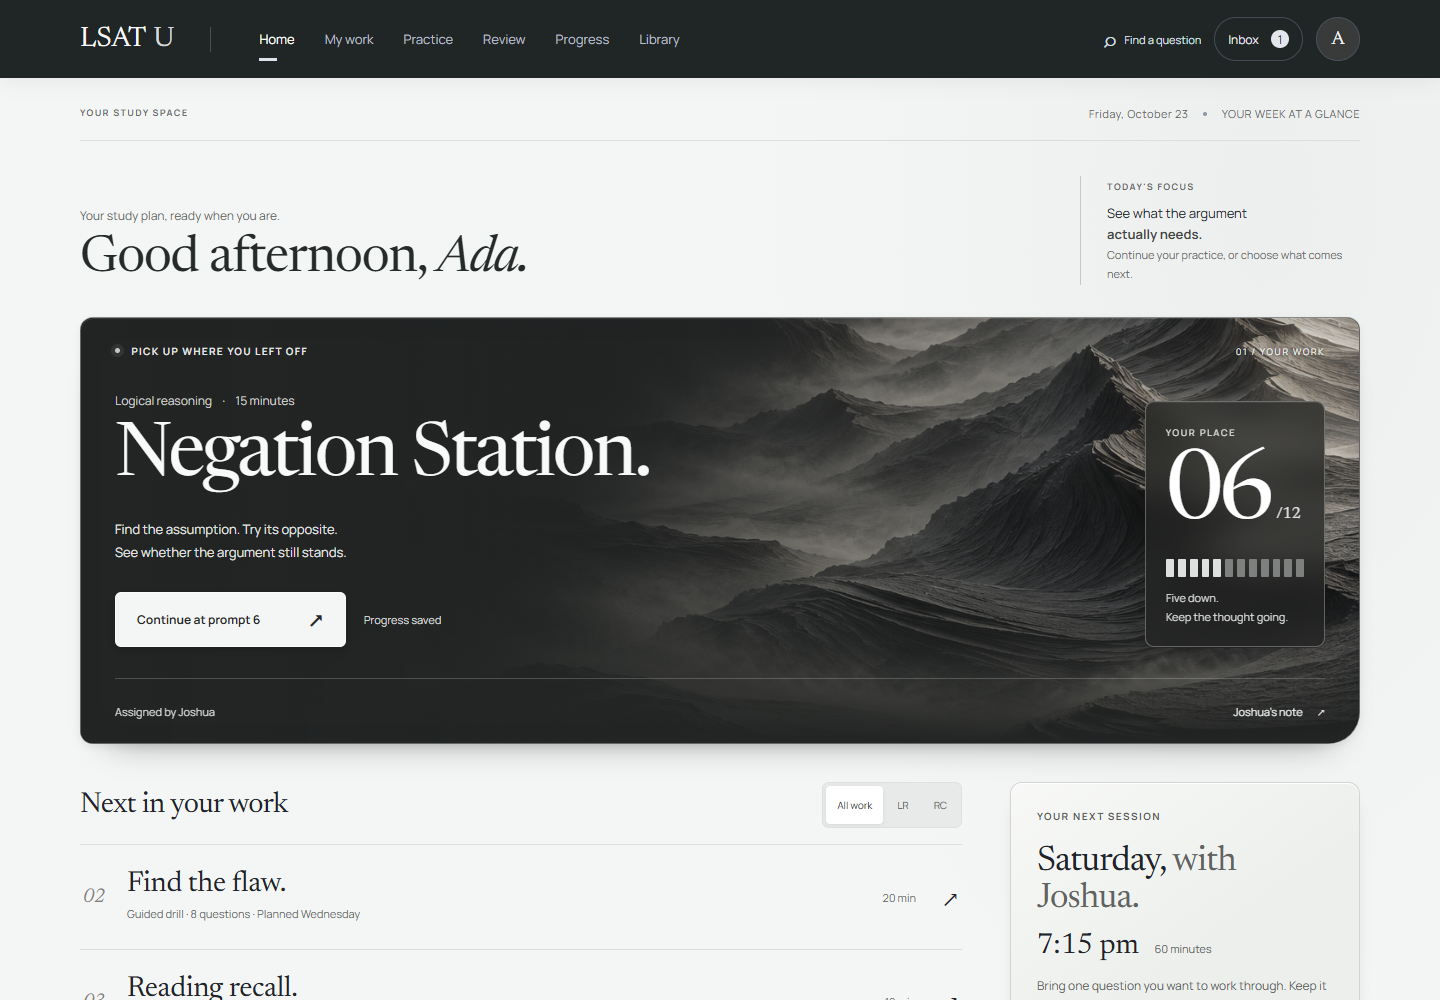 LSAT U
Home
My work
Practice
Review
Progress
Library
Find a question
Inbox 1
A
YOUR STUDY SPACE
Friday, October 23 • YOUR WEEK AT A GLANCE
Your study plan, ready when you are.
Good afternoon, Ada.
TODAY'S FOCUS
See what the argument
actually needs.
Continue your practice, or choose what comes
next.
PICK UP WHERE YOU LEFT OFF
01 / YOUR WORK
Logical reasoning · 15 minutes
Negation Station.
Find the assumption. Try its opposite.
See whether the argument still stands.
Continue at prompt 6 ↗
Progress saved
YOUR PLACE
06 /12
Five down.
Keep the thought going.
Assigned by Joshua
Joshua's note ↗
Next in your work
All work
LR
RC
02
Find the flaw.
Guided drill · 8 questions · Planned Wednesday
20 min ↗
Reading recall.
YOUR NEXT SESSION
Saturday, with
Joshua.
7:15 pm 60 minutes
Bring one question you want to work through. Keep it